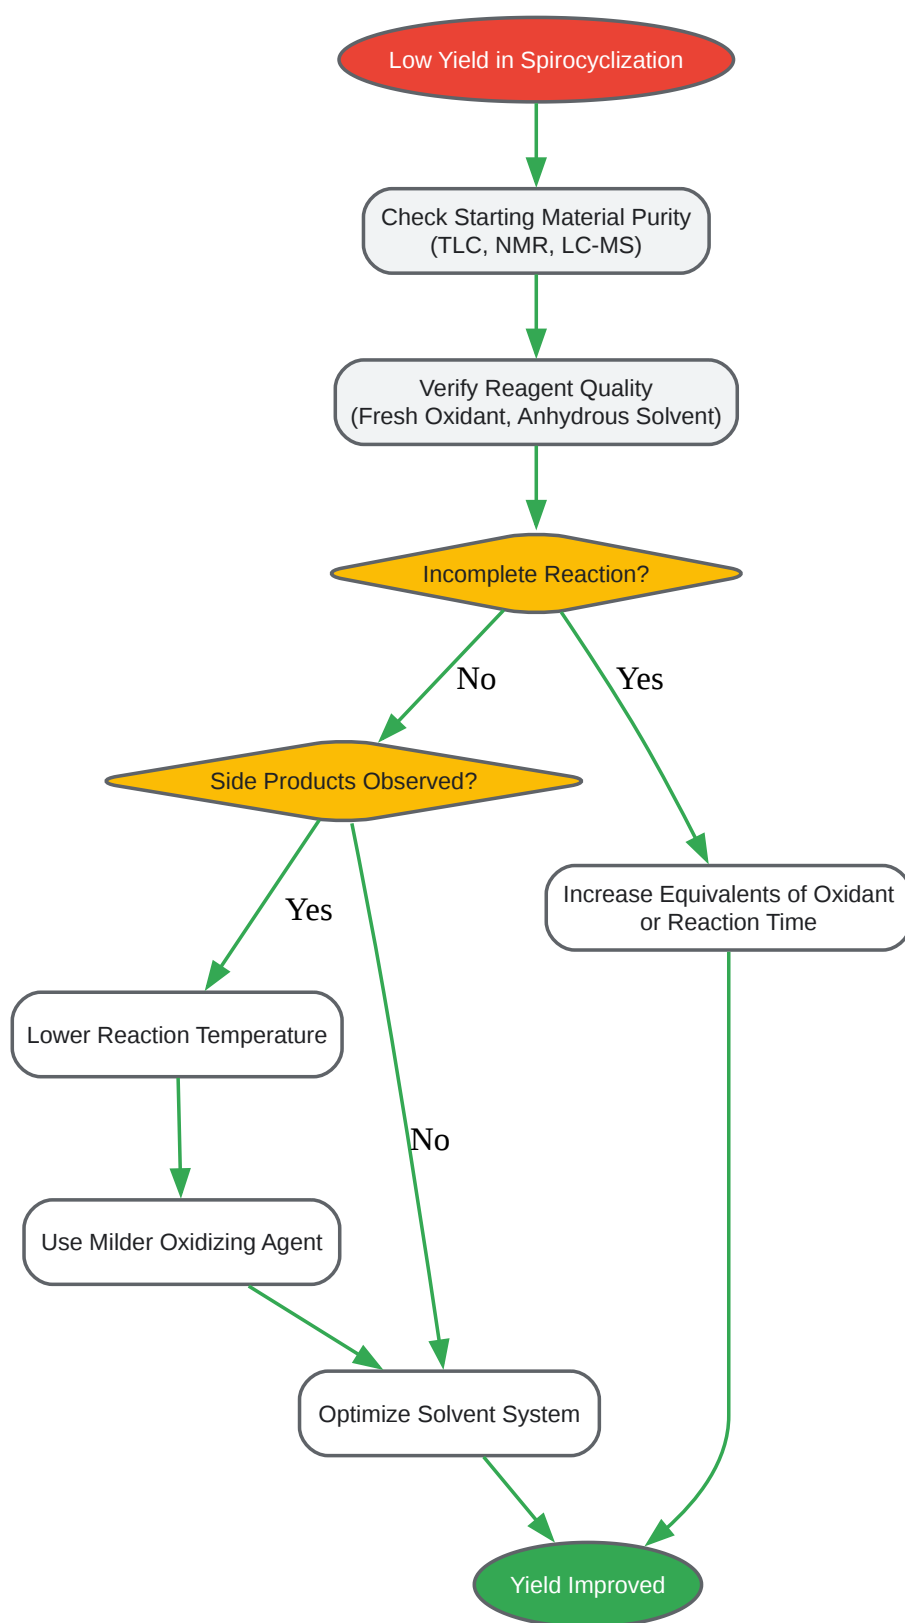 Low Yield in Spirocyclization
Check Starting Material Purity
(TLC, NMR, LC-MS)
Verify Reagent Quality
(Fresh Oxidant, Anhydrous Solvent)
Incomplete Reaction?
No
Yes
Side Products Observed?
Increase Equivalents of Oxidant
or Reaction Time
Yes
Lower Reaction Temperature
No
Use Milder Oxidizing Agent
Optimize Solvent System
Yield Improved